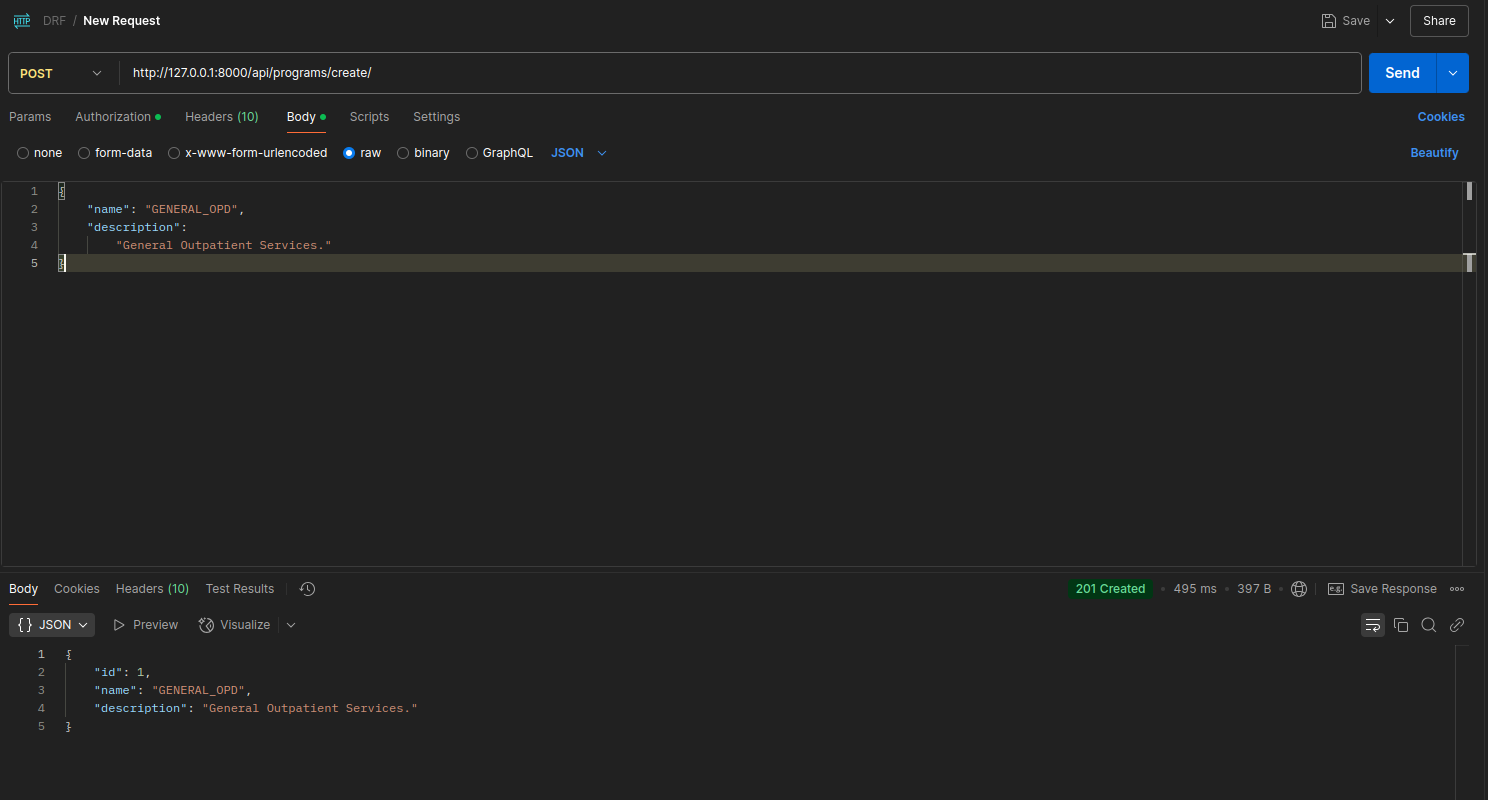 HTTP DRF / New Request Save Share
POST http://127.0.0.1:8000/api/programs/create/ Send
Params Authorization Headers (10) Body Scripts Settings Cookies
none form-data x-www-form-urlencoded raw binary GraphQL JSON Beautify
1 {
2 "name": "GENERAL_OPD",
3 "description":
4 "General Outpatient Services."
5 }
Body Cookies Headers (10) Test Results 201 Created • 495 ms • 397 B • e.g. Save Response
{} JSON Preview Visualize
1 {
2 "id": 1,
3 "name": "GENERAL_OPD",
4 "description": "General Outpatient Services."
5 }